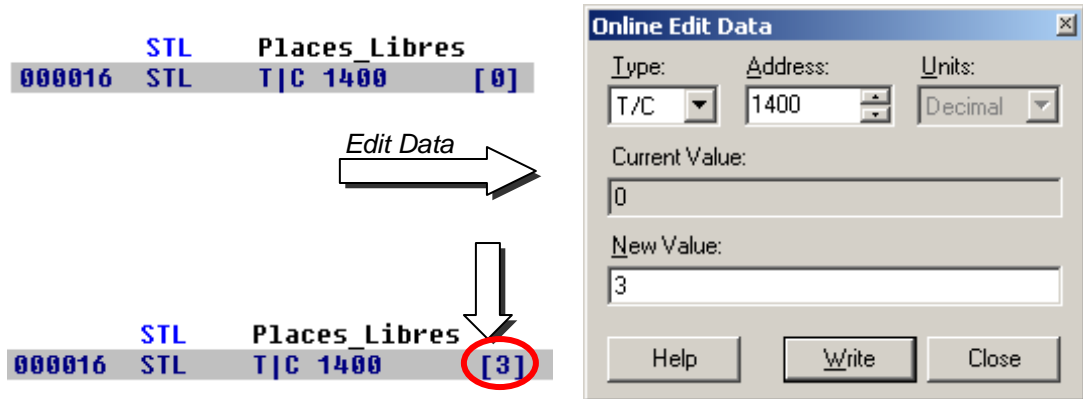 STL Places_Libres
000016 STL T|C 1400 [0]
Edit Data
STL Places_Libres
000016 STL T|C 1400 [3]
Online Edit Data
Type: Address: Units:
T/C 1400 Decimal
Current Value:
0
New Value:
3
Help Write Close